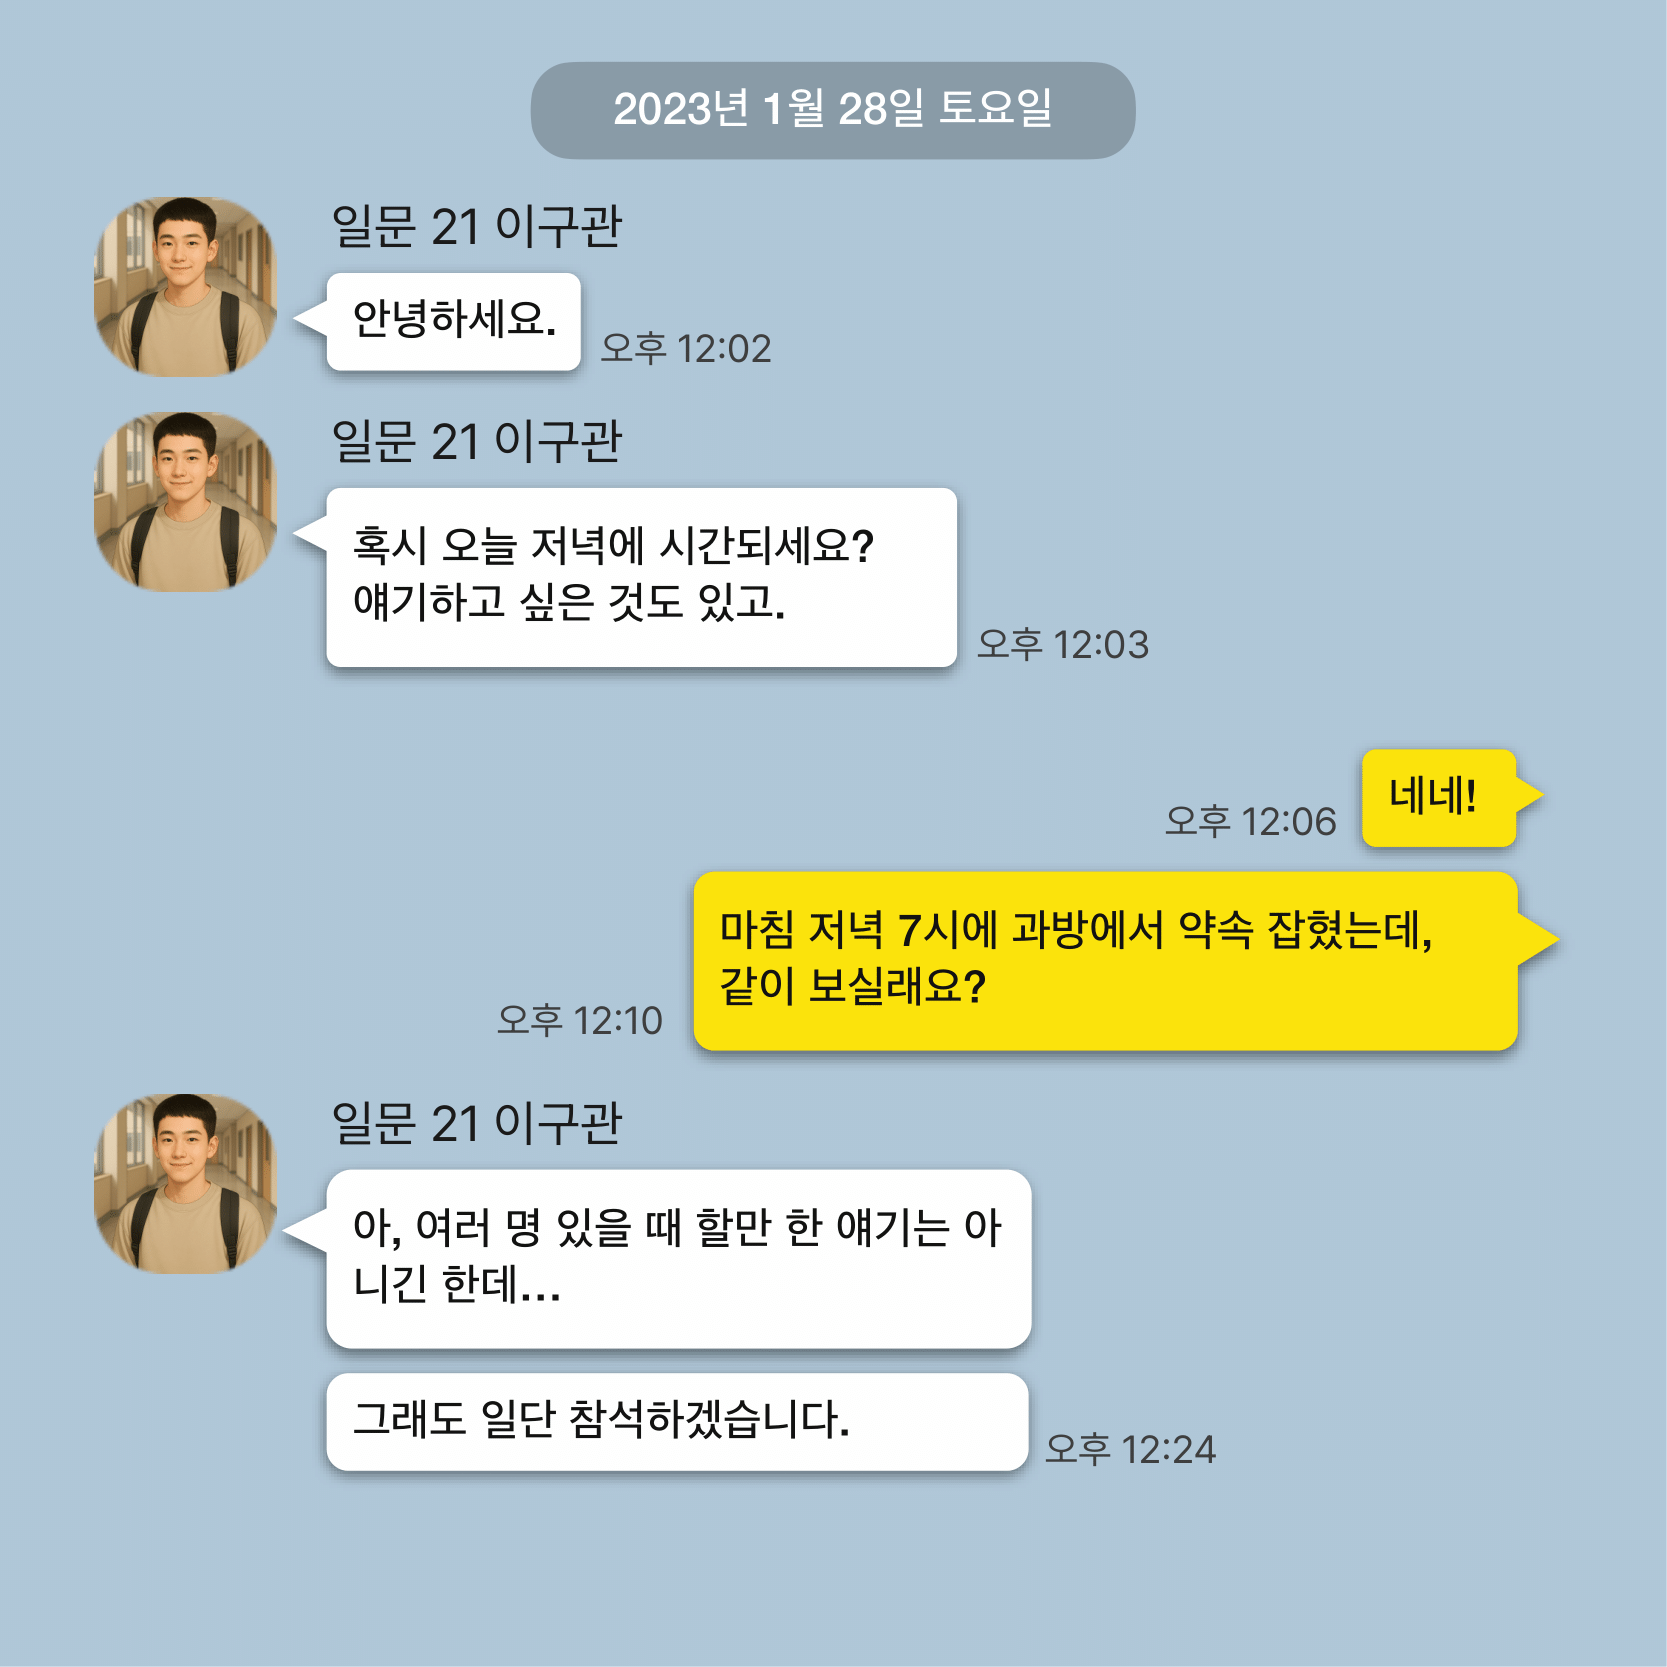 2023년 1월 28일 토요일
일문 21 이구관
안녕하세요.
오후 12:02
일문 21 이구관
혹시 오늘 저녁에 시간되세요?
얘기하고 싶은 것도 있고.
오후 12:03
네네!
오후 12:06
마침 저녁 7시에 과방에서 약속 잡혔는데,
같이 보실래요?
오후 12:10
일문 21 이구관
아, 여러 명 있을 때 할만 한 얘기는 아
니긴 한데...
그래도 일단 참석하겠습니다.
오후 12:24